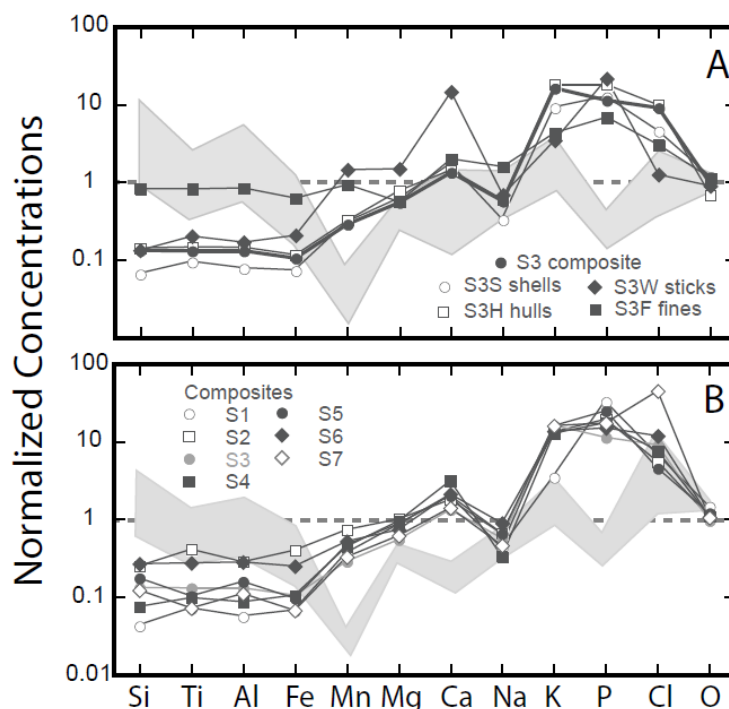 Normalized Concentrations
100
A
10
1
0.1
S3 composite
S3S shells
S3W sticks
S3H hulls
S3F fines
100
B
Composites
S1
S5
10
S2
S6
S3
S7
S4
1
0.1
0.01
Si Ti Al Fe Mn Mg Ca Na K P Cl O